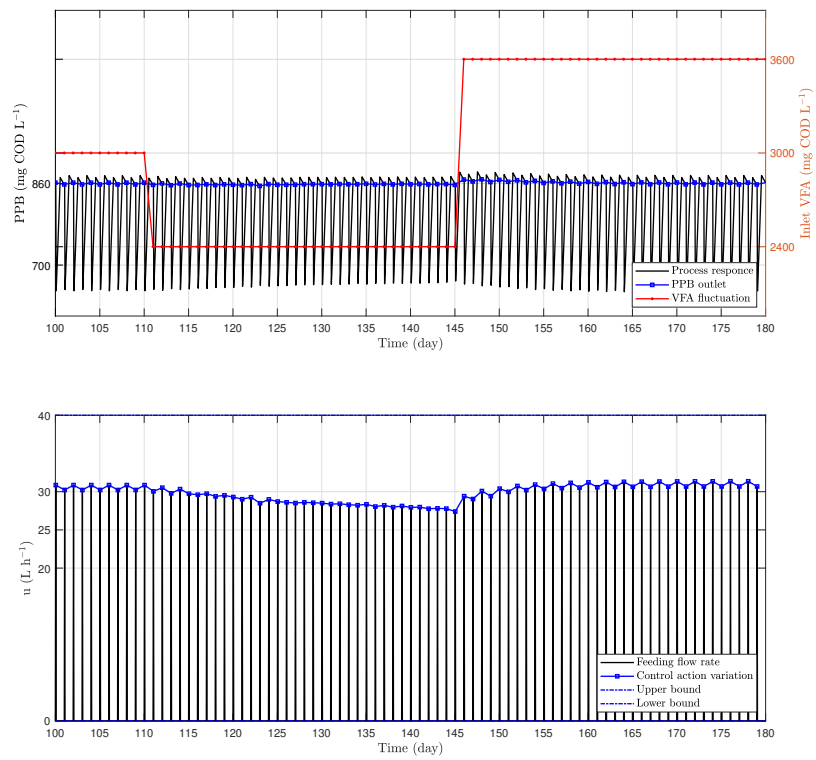 PPB (mg COD L⁻¹)
860
700
3600
3000
2400
Inlet VFA (mg COD L⁻¹)
Process responce
PPB outlet
VFA fluctuation
100 105 110 115 120 125 130 135 140 145 150 155 160 165 170 175 180
Time (day)
u (L h⁻¹)
40
30
25
20
0
Feeding flow rate
Control action variation
Upper bound
Lower bound
100 105 110 115 120 125 130 135 140 145 150 155 160 165 170 175 180
Time (day)